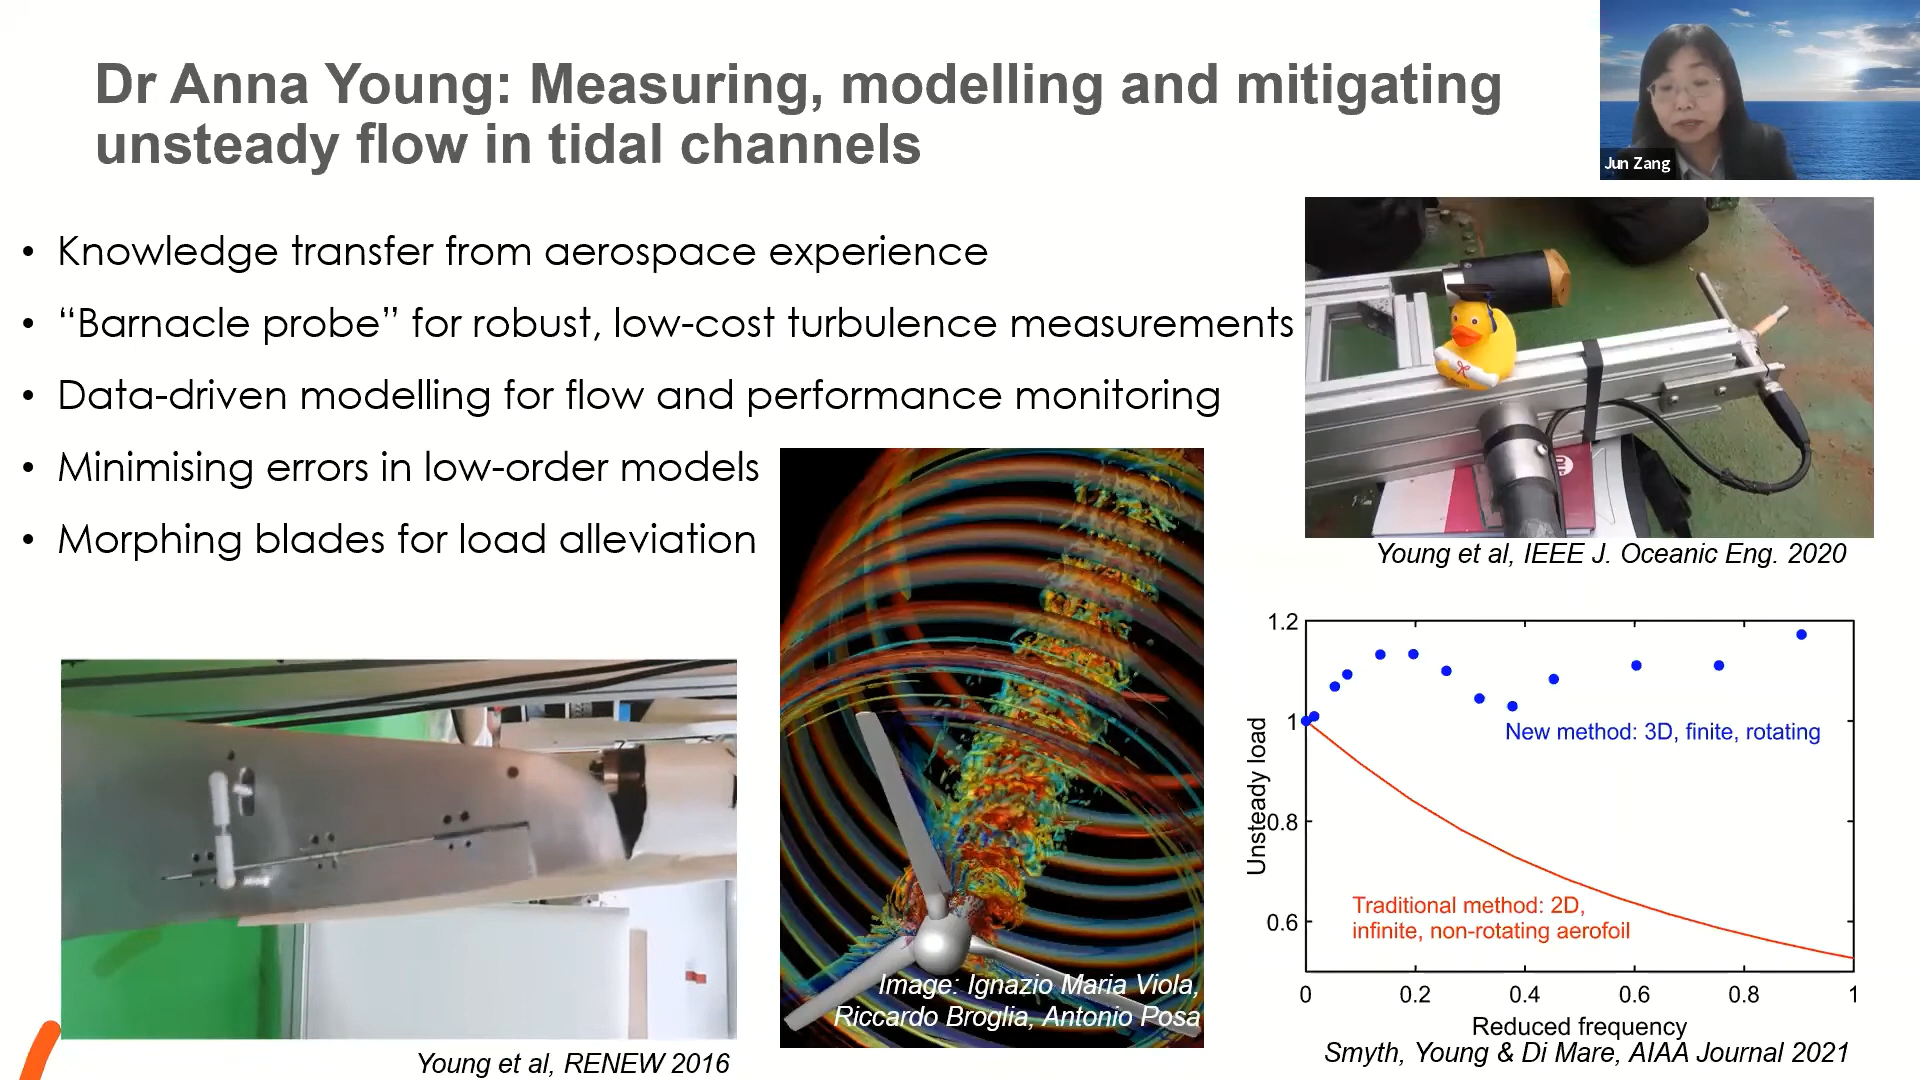 Dr Anna Young: Measuring, modelling and mitigating
unsteady flow in tidal channels
Jun Zang
• Knowledge transfer from aerospace experience
• “Barnacle probe” for robust, low-cost turbulence measurements
• Data-driven modelling for flow and performance monitoring
• Minimising errors in low-order models
• Morphing blades for load alleviation
Young et al, IEEE J. Oceanic Eng. 2020
Young et al, RENEW 2016
Image: Ignazio Maria Viola,
Riccardo Broglia, Antonio Posa
1.2
1
0.8
0.6
Unsteady load
New method: 3D, finite, rotating
Traditional method: 2D,
infinite, non-rotating aerofoil
0 0.2 0.4 0.6 0.8 1
Reduced frequency
Smyth, Young & Di Mare, AIAA Journal 2021